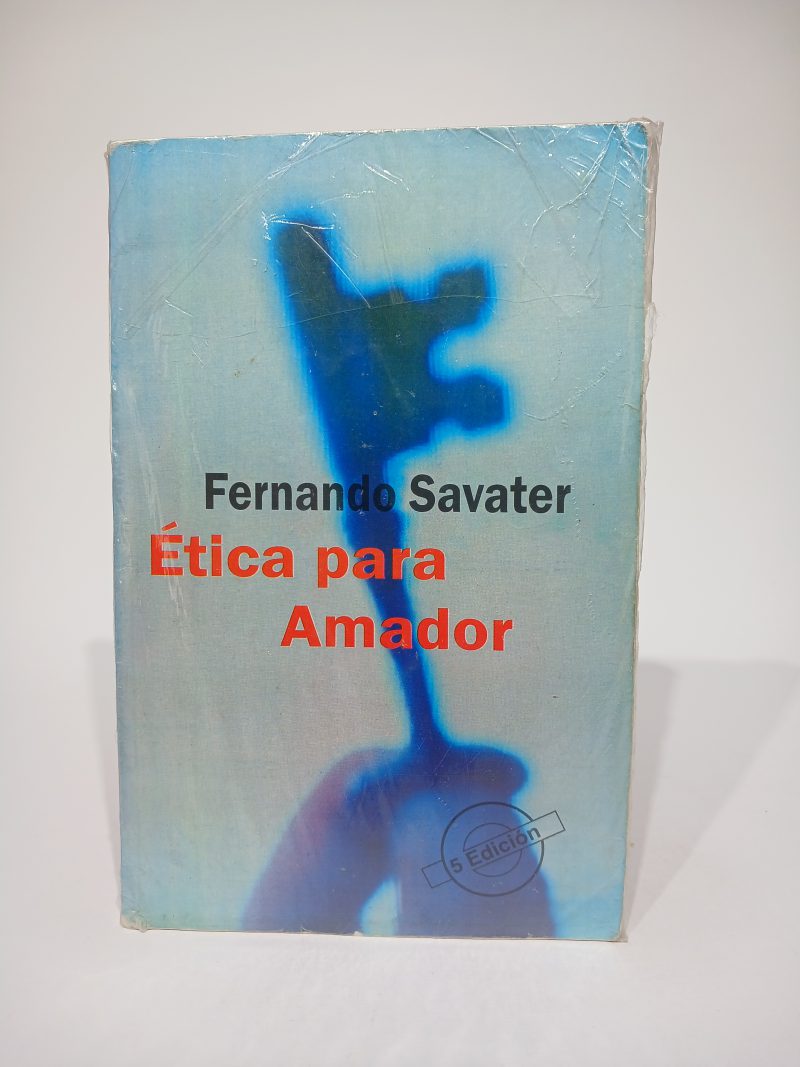 Fernando Savater
Ética para
Amador
5 Edición